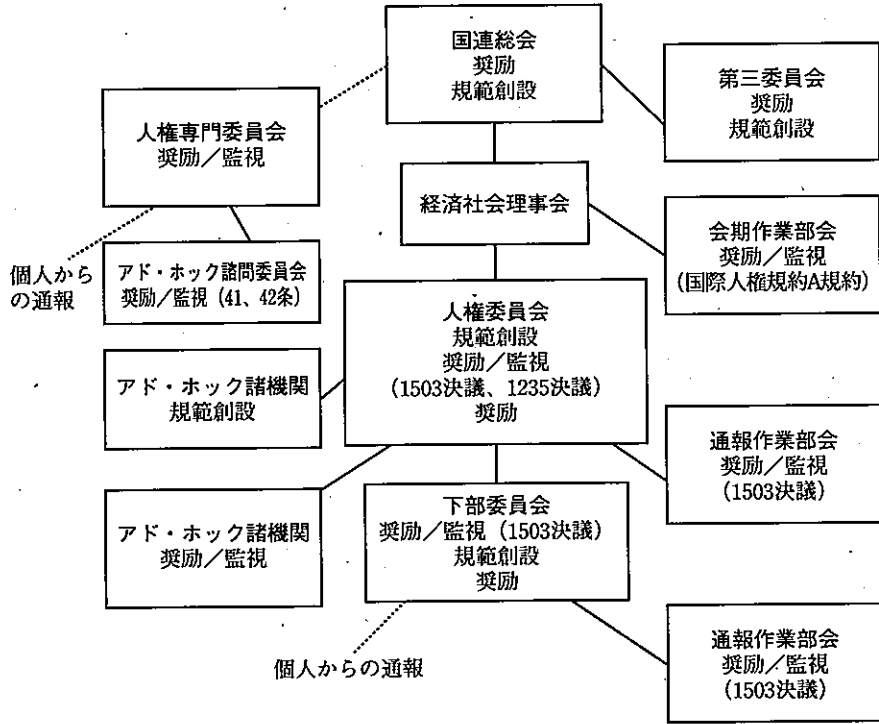 国連総会
奨励
規範創設
第三委員会
奨励
規範創設
人権専門委員会
奨励／監視
経済社会理事会
会期作業部会
奨励／監視
(国際人権規約A規約)
個人から
の通報
アド・ホック諮問委員会
奨励／監視 (41、42条)
人権委員会
規範創設
奨励／監視
(1503決議、1235決議)
奨励
アド・ホック諸機関
規範創設
通報作業部会
奨励／監視
(1503決議)
アド・ホック諸機関
奨励／監視
下部委員会
奨励／監視 (1503決議)
規範創設
奨励
個人からの通報
通報作業部会
奨励／監視
(1503決議)